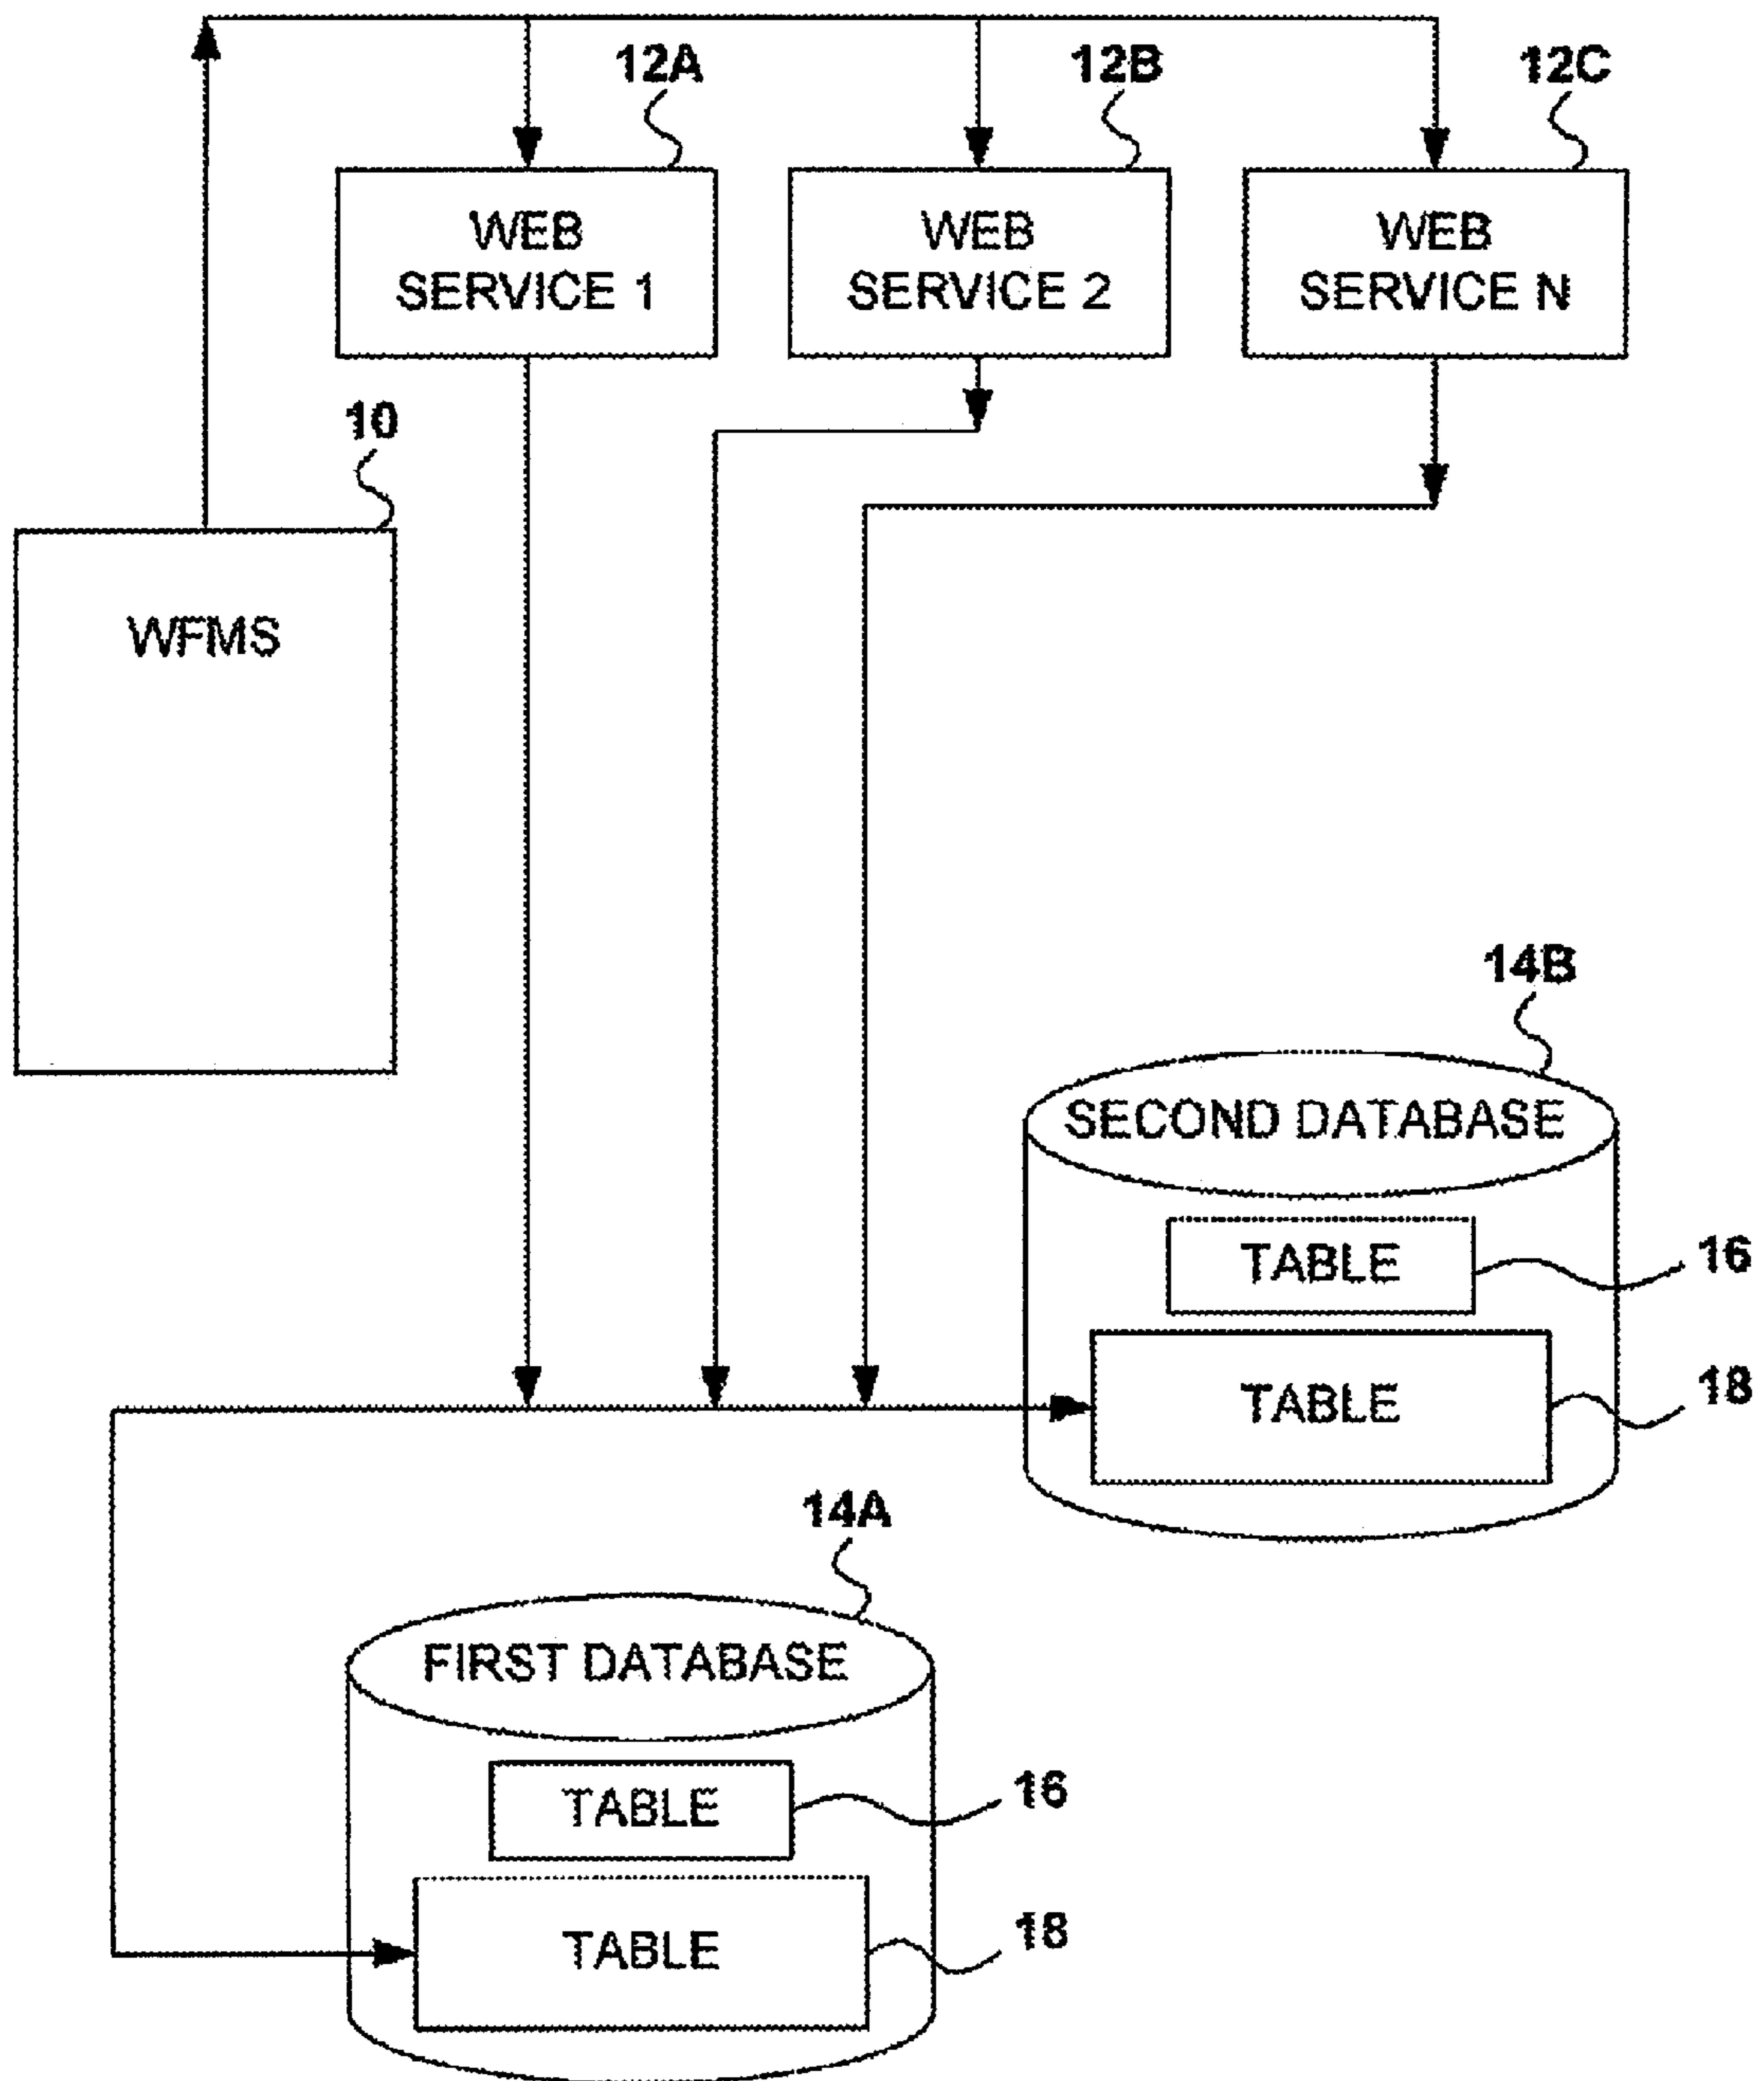 12A
12B
12C
WEB
SERVICE 1
WEB
SERVICE 2
WEB
SERVICE N
10
WFMS
14B
SECOND DATABASE
TABLE
16
TABLE
18
14A
FIRST DATABASE
TABLE
16
TABLE
18